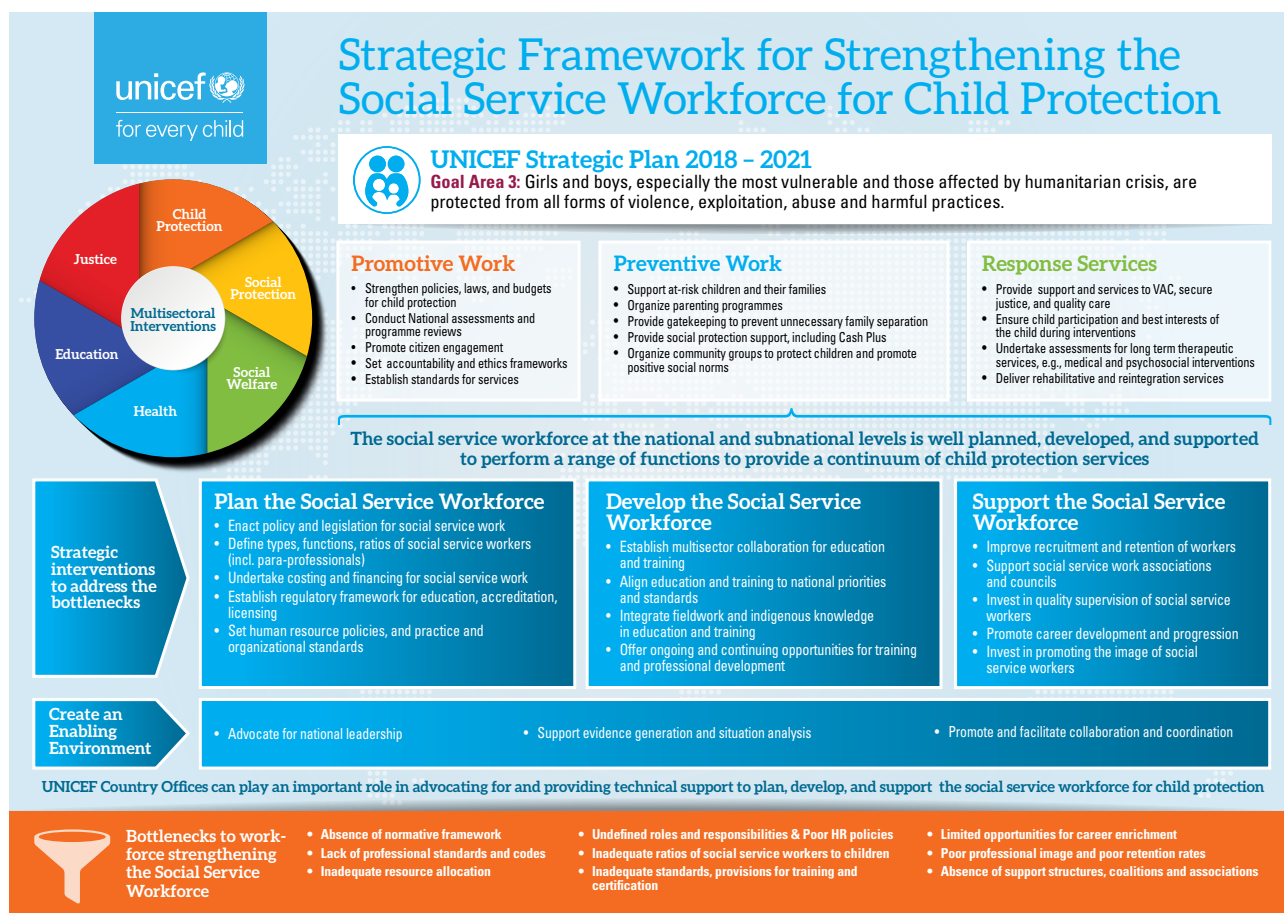 unicef
for every child
Strategic Framework for Strengthening the
Social Service Workforce for Child Protection
UNICEF Strategic Plan 2018 – 2021
Goal Area 3: Girls and boys, especially the most vulnerable and those affected by humanitarian crisis, are
protected from all forms of violence, exploitation, abuse and harmful practices.
Child
Protection
Social
Protection
Social
Welfare
Health
Education
Justice
Multisectoral
Interventions
Promotive Work
• Strengthen policies, laws, and budgets
for child protection
• Conduct National assessments and
programme reviews
• Promote citizen engagement
• Set accountability and ethics frameworks
• Establish standards for services
Preventive Work
• Support at-risk children and their families
• Organize parenting programmes
• Provide gatekeeping to prevent unnecessary family separation
• Provide social protection support, including Cash Plus
• Organize community groups to protect children and promote
positive social norms
Response Services
• Provide support and services to VAC, secure
justice, and quality care
• Ensure child participation and best interests of
the child during interventions
• Undertake assessments for long term therapeutic
services, e.g., medical and psychosocial interventions
• Deliver rehabilitative and reintegration services
The social service workforce at the national and subnational levels is well planned, developed, and supported
to perform a range of functions to provide a continuum of child protection services
Strategic
interventions
to address the
bottlenecks
Plan the Social Service Workforce
• Enact policy and legislation for social service work
• Define types, functions, ratios of social service workers
(incl. para-professionals)
• Undertake costing and financing for social service work
• Establish regulatory framework for education, accreditation,
licensing
• Set human resource policies, and practice and
organizational standards
Develop the Social Service
Workforce
• Establish multisector collaboration for education
and training
• Align education and training to national priorities
and standards
• Integrate fieldwork and indigenous knowledge
in education and training
• Offer ongoing and continuing opportunities for training
and professional development
Support the Social Service
Workforce
• Improve recruitment and retention of workers
• Support social service work associations
and councils
• Invest in quality supervision of social service
workers
• Promote career development and progression
• Invest in promoting the image of social
service workers
Create an
Enabling
Environment
• Advocate for national leadership
• Support evidence generation and situation analysis
• Promote and facilitate collaboration and coordination
UNICEF Country Offices can play an important role in advocating for and providing technical support to plan, develop, and support the social service workforce for child protection
Bottlenecks to work-
force strengthening
the Social Service
Workforce
• Absence of normative framework
• Lack of professional standards and codes
• Inadequate resource allocation
• Undefined roles and responsibilities & Poor HR policies
• Inadequate ratios of social service workers to children
• Inadequate standards, provisions for training and
certification
• Limited opportunities for career enrichment
• Poor professional image and poor retention rates
• Absence of support structures, coalitions and associations